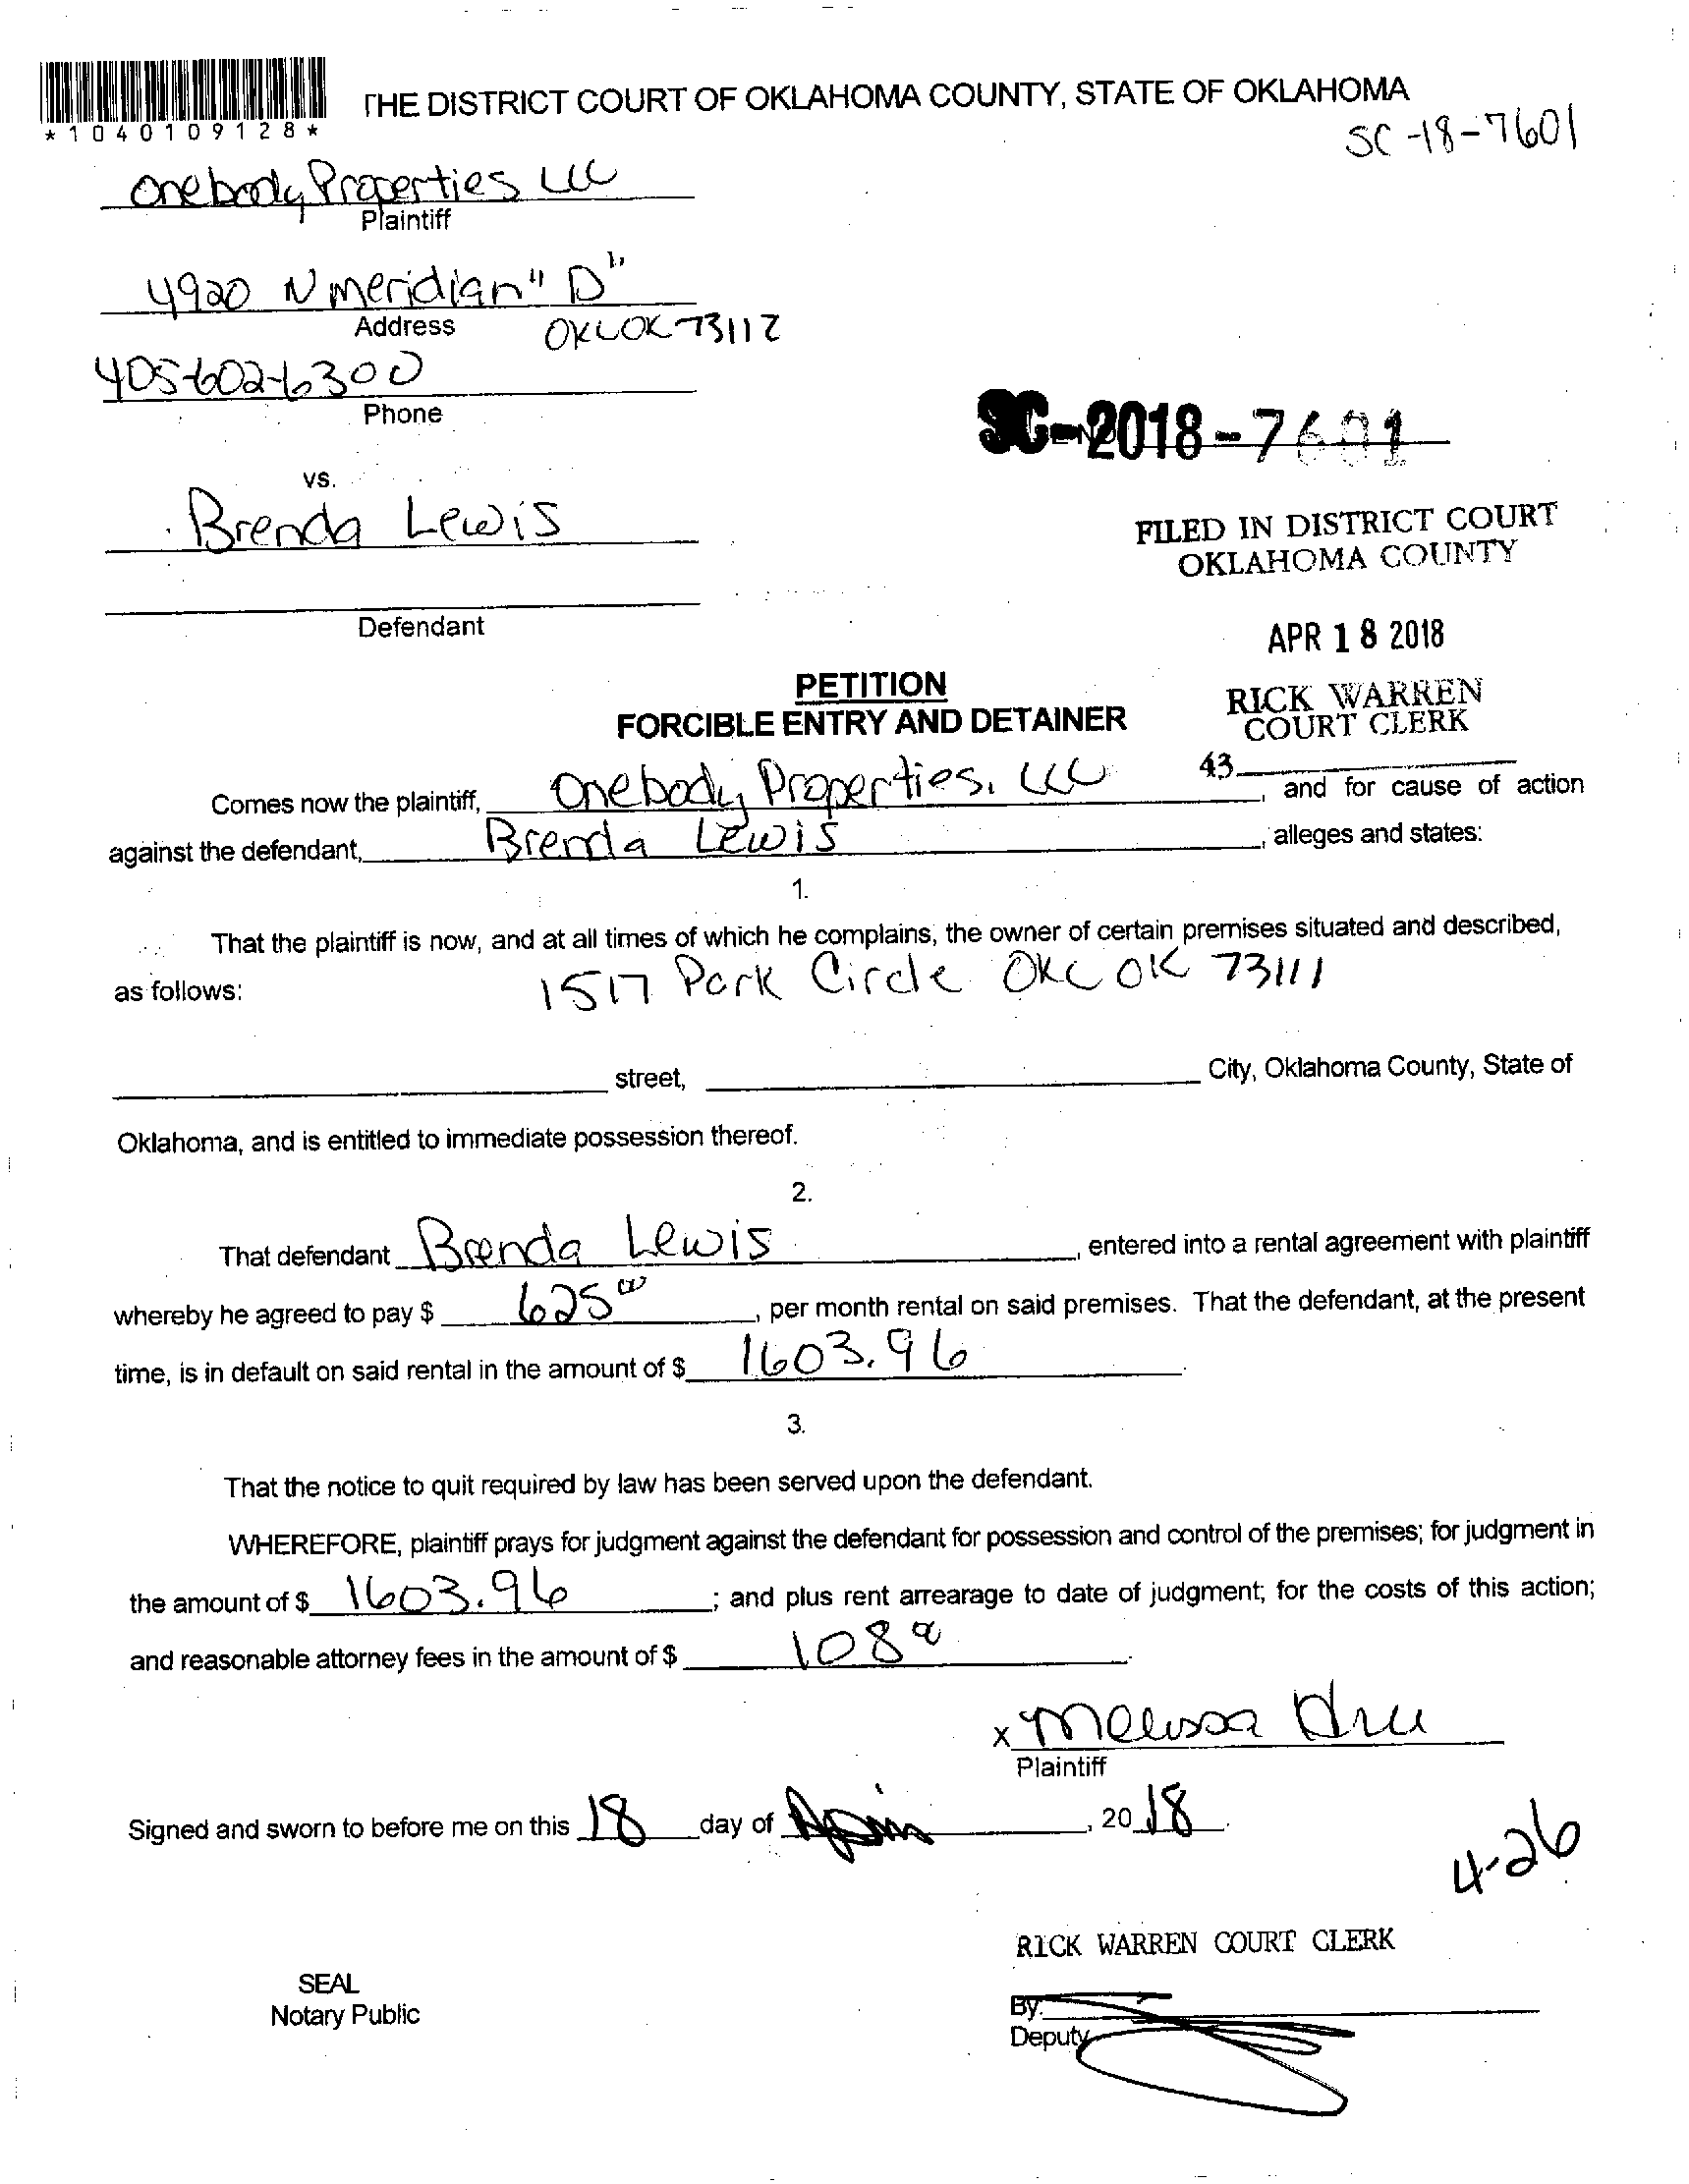 THE DISTRICT COURT OF OKLAHOMA COUNTY, STATE OF OKLAHOMA
*1040109128*
SC-18-7601
Onebody Properties LLC
Plaintiff
4920 N Meridian "D"
Address OKC OK 73112
405-602-6300
Phone
SC-2018-7601
vs.
Brenda Lewis
FILED IN DISTRICT COURT
OKLAHOMA COUNTY
Defendant
APR 18 2018
PETITION
FORCIBLE ENTRY AND DETAINER
RICK WARREN
COURT CLERK
43
Comes now the plaintiff, Onebody Properties, LLC, and for cause of action
against the defendant, Brenda Lewis, alleges and states:
1.
That the plaintiff is now, and at all times of which he complains, the owner of certain premises situated and described,
as follows: 1517 Park Circle OKC OK 73111
street, City, Oklahoma County, State of
Oklahoma, and is entitled to immediate possession thereof.
2.
That defendant Brenda Lewis, entered into a rental agreement with plaintiff
whereby he agreed to pay $ 625 00, per month rental on said premises. That the defendant, at the present
time, is in default on said rental in the amount of $ 1603.96.
3.
That the notice to quit required by law has been served upon the defendant.
WHEREFORE, plaintiff prays for judgment against the defendant for possession and control of the premises; for judgment in
the amount of $ 1603.96; and plus rent arrearage to date of judgment; for the costs of this action;
and reasonable attorney fees in the amount of $ 108.
x Melissa
Plaintiff
Signed and sworn to before me on this 18 day of April, 2018.
4-26
RICK WARREN COURT CLERK
SEAL
Notary Public
By:
Deputy